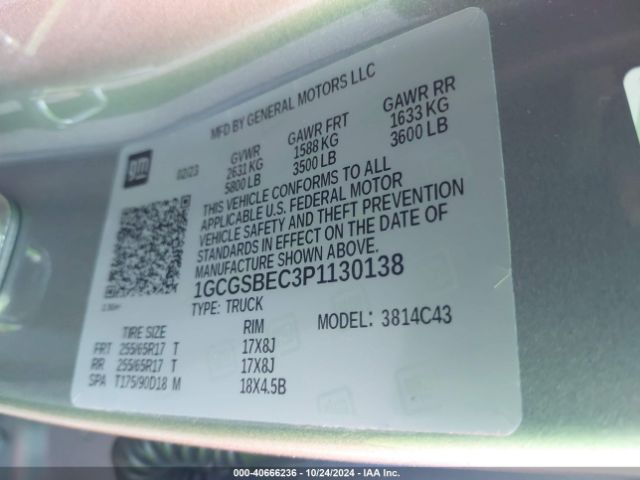 MFD BY GENERAL MOTORS LLC
gm
02/23
GVWR GAWR FRT GAWR RR
2631 KG 1588 KG 1633 KG
5800 LB 3500 LB 3600 LB
THIS VEHICLE CONFORMS TO ALL
APPLICABLE U.S. FEDERAL MOTOR
VEHICLE SAFETY AND THEFT PREVENTION
STANDARDS IN EFFECT ON THE DATE OF
MANUFACTURE SHOWN ABOVE.
1GCGSBEC3P1130138
TYPE: TRUCK MODEL: 3814C43
TIRE SIZE RIM
FRT 255/65R17 T 17X8J
RR 255/65R17 T 17X8J
SPA T175/90D18 M 18X4.5B
000-40666236 - 10/24/2024 - IAA Inc.